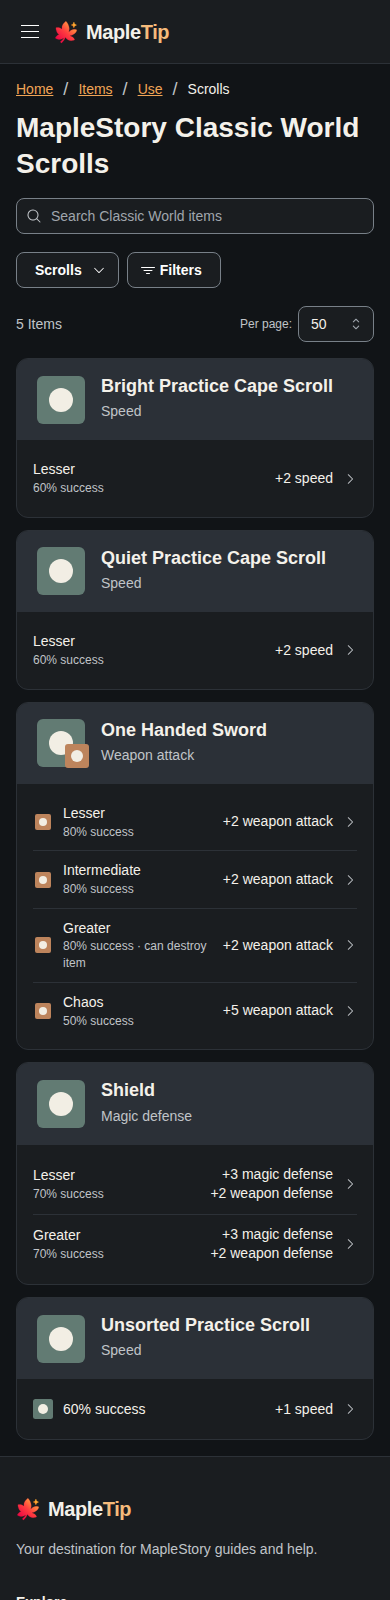 MapleTip
Home / Items / Use / Scrolls
MapleStory Classic World
Scrolls
Search Classic World items
Scrolls
Filters
5 Items
Per page: 50
Bright Practice Cape Scroll
Speed
Lesser
60% success
+2 speed
Quiet Practice Cape Scroll
Speed
Lesser
60% success
+2 speed
One Handed Sword
Weapon attack
Lesser
80% success
+2 weapon attack
Intermediate
80% success
+2 weapon attack
Greater
80% success · can destroy
item
+2 weapon attack
Chaos
50% success
+5 weapon attack
Shield
Magic defense
Lesser
70% success
+3 magic defense
+2 weapon defense
Greater
70% success
+3 magic defense
+2 weapon defense
Unsorted Practice Scroll
Speed
60% success
+1 speed
MapleTip
Your destination for MapleStory guides and help.
Explore